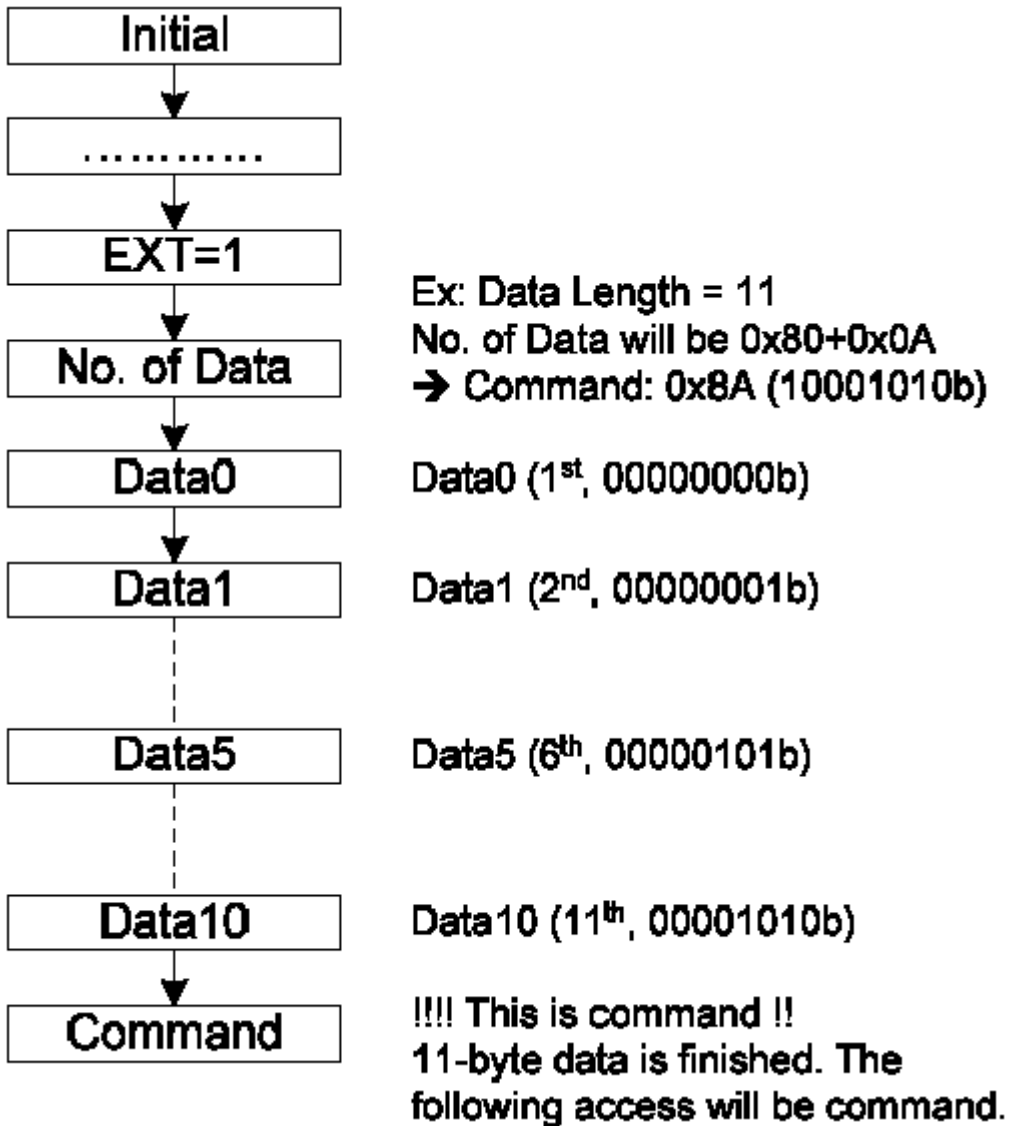 Initial
.............
EXT=1
No. of Data
Ex: Data Length = 11
No. of Data will be 0x80+0x0A
➔ Command: 0x8A (10001010b)
Data0
Data0 (1st, 00000000b)
Data1
Data1 (2nd, 00000001b)
Data5
Data5 (6th, 00000101b)
Data10
Data10 (11th, 00001010b)
Command
!!!! This is command !!
11-byte data is finished. The
following access will be command.